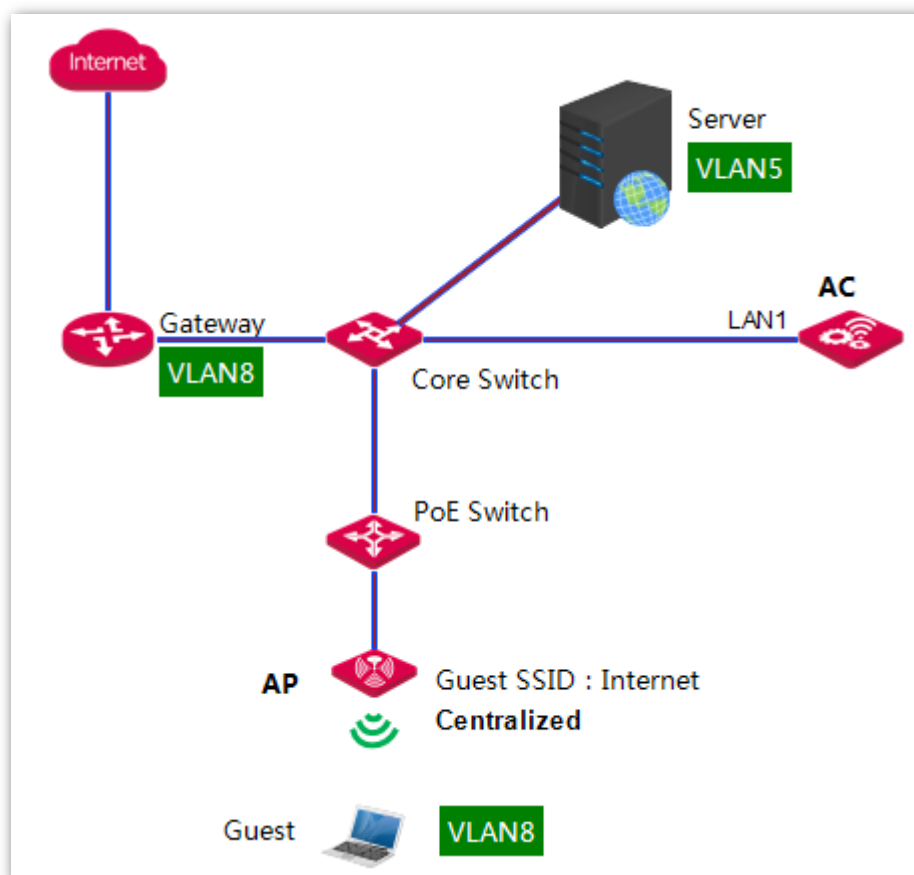 Internet
Server
VLAN5
AC
LAN1
Gateway
VLAN8
Core Switch
PoE Switch
AP
Guest SSID : Internet
Centralized
Guest
VLAN8